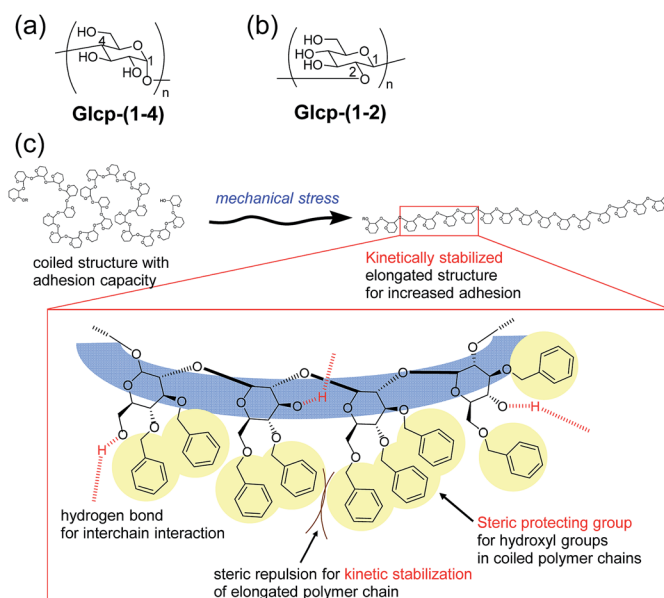 (a)
(b)
HO
4
O
HO
1
HO
O
n
Glcp-(1-4)
HO
HO
O
HO
1
2
O
n
Glcp-(1-2)
(c)
mechanical stress
coiled structure with
adhesion capacity
Kinetically stabilized
elongated structure
for increased adhesion
O
O
O
O
O
O
O
O
O
O
H
O
H
O
O
O
O
O
O
O
O
O
O
H
hydrogen bond
for interchain interaction
Steric protecting group
for hydroxyl groups
in coiled polymer chains
steric repulsion for kinetic stabilization
of elongated polymer chain